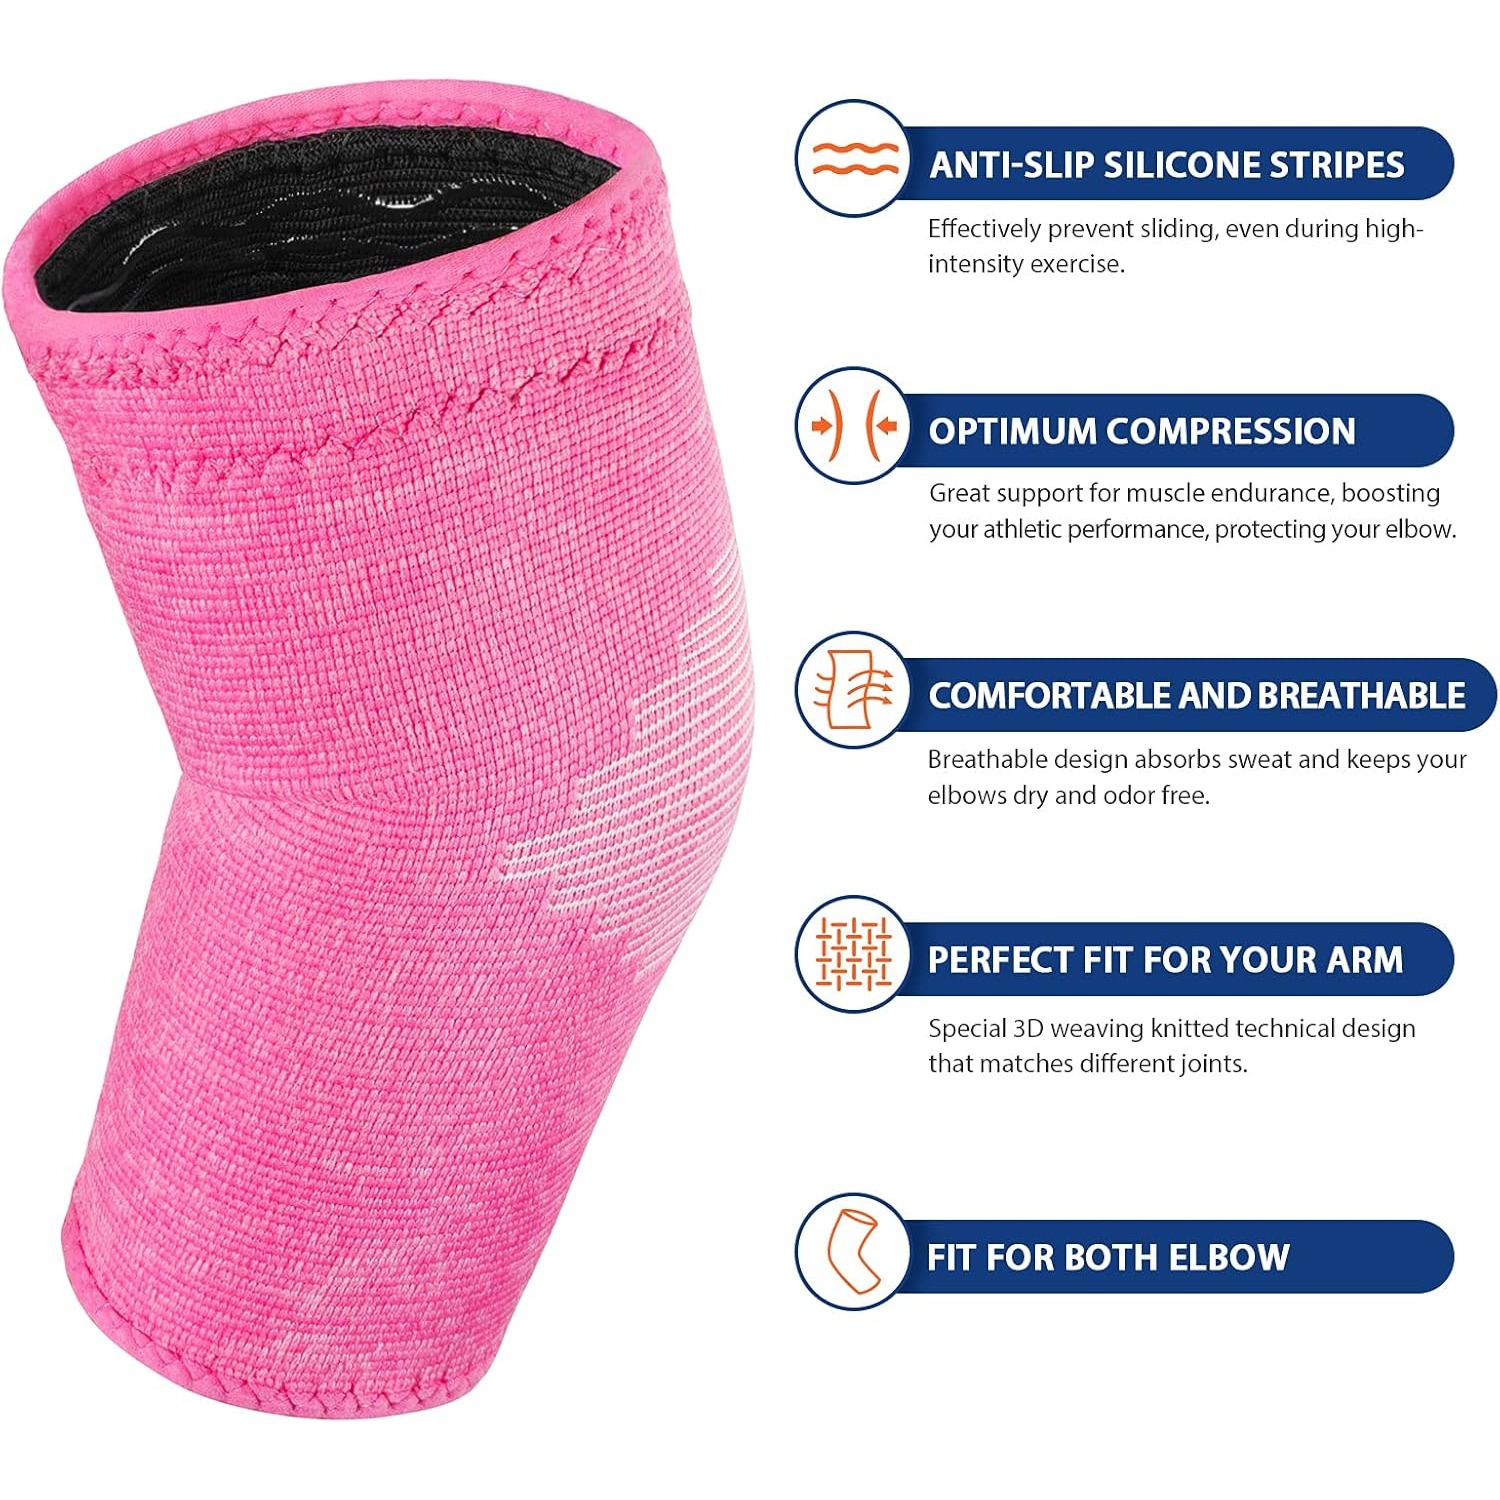 ANTI-SLIP SILICONE STRIPES
Effectively prevent sliding, even during high-
intensity exercise.
OPTIMUM COMPRESSION
Great support for muscle endurance, boosting
your athletic performance, protecting your elbow.
COMFORTABLE AND BREATHABLE
Breathable design absorbs sweat and keeps your
elbows dry and odor free.
PERFECT FIT FOR YOUR ARM
Special 3D weaving knitted technical design
that matches different joints.
FIT FOR BOTH ELBOW